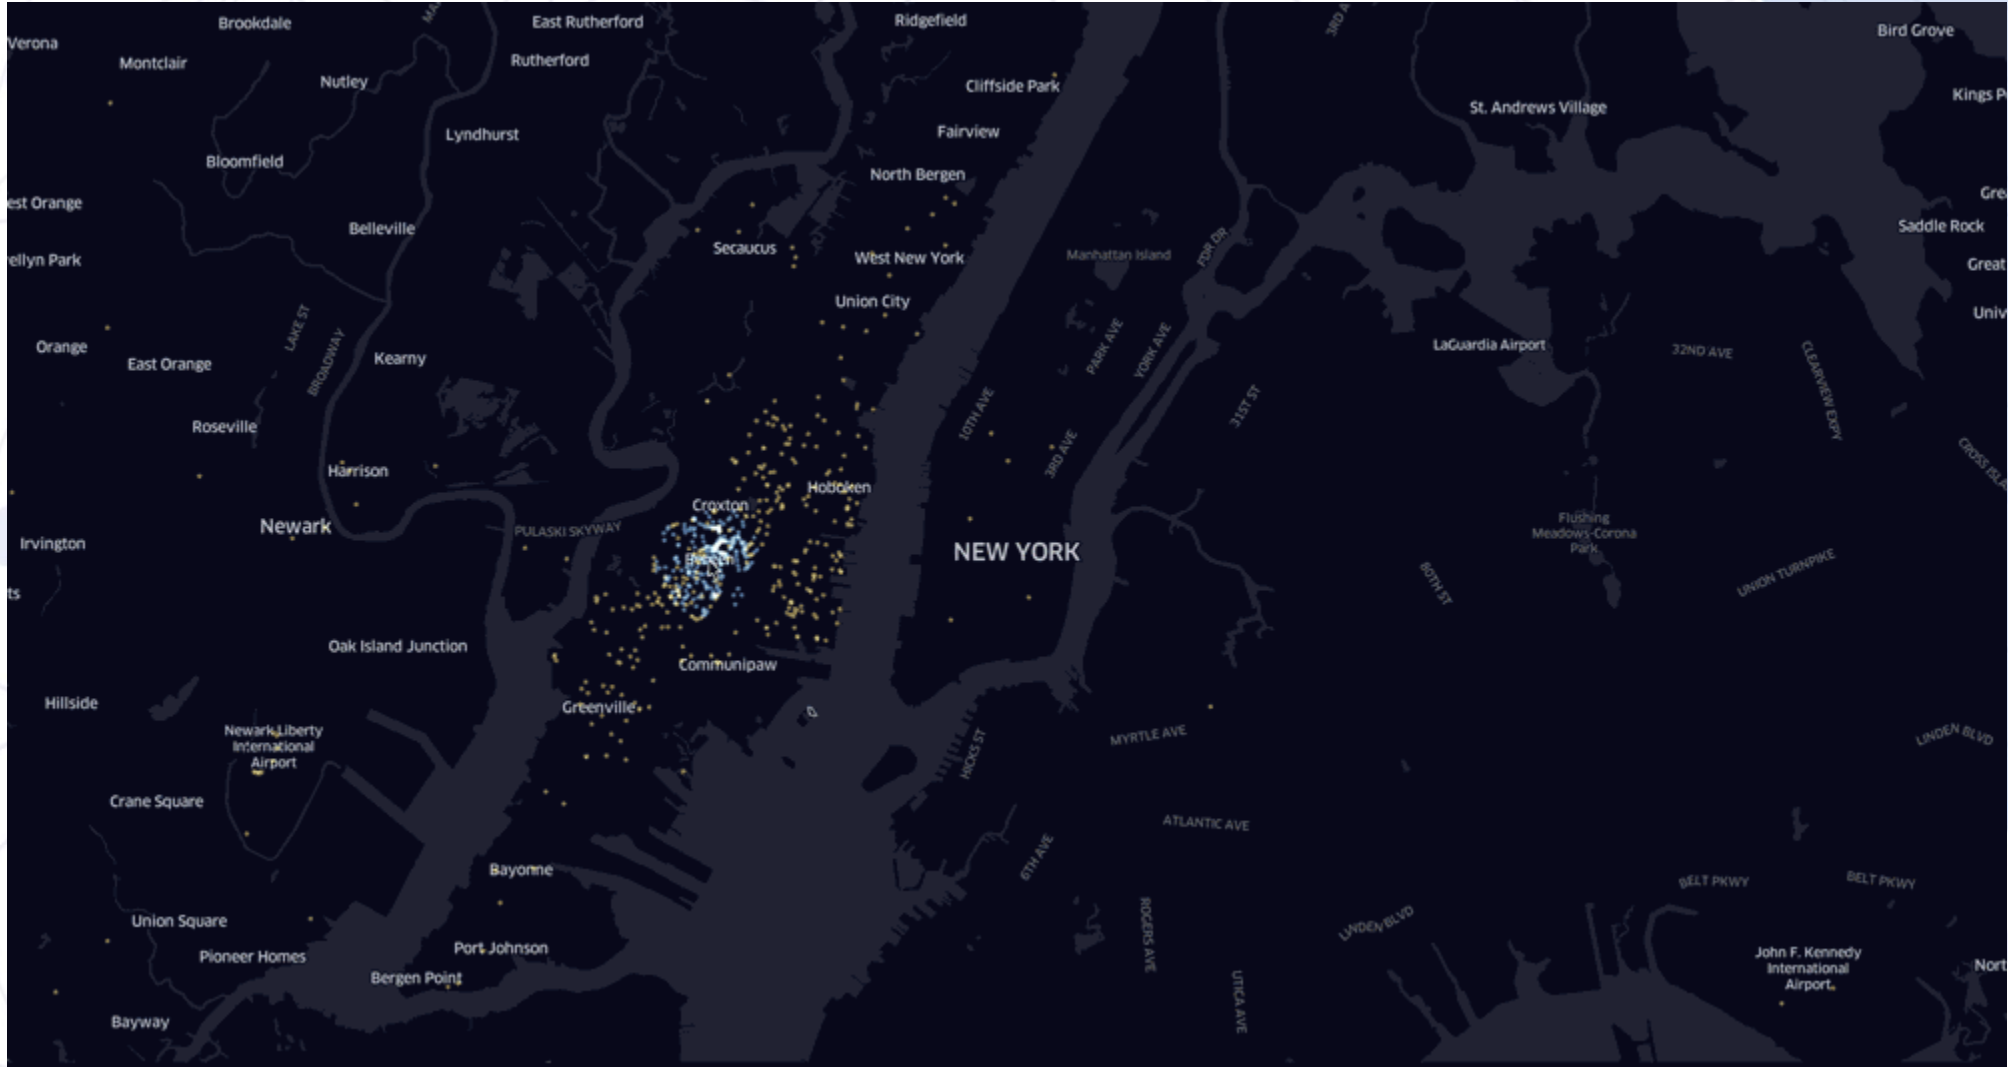 Brookdale
East Rutherford
Ridgefield
Bird Grove
Verona
Montclair
Rutherford
Nutley
Cliffside Park
Kings P
St. Andrews Village
Lyndhurst
Fairview
Bloomfield
North Bergen
est Orange
Gre
Belleville
Secaucus
West New York
Manhattan Island
FDR DR
Saddle Rock
ellyn Park
Great
Union City
Univ
LAKE ST
BROADWAY
Orange
East Orange
Kearny
PARK AVE
YORK AVE
LaGuardia Airport
32ND AVE
CLEARVIEW EXPY
Roseville
10TH AVE
3RD AVE
31ST ST
Harrison
Hoboken
Croxton
Newark
PULASKI SKYWAY
NEW YORK
Flushing
Meadows-Corona
Park
Irvington
80TH ST
UNION TURNPIKE
ts
Oak Island Junction
Communipaw
Hillside
Greenville
Newark Liberty
International
Airport
HICKS ST
MYRTLE AVE
LINDEN BLVD
Crane Square
ATLANTIC AVE
6TH AVE
Bayonne
BELT PKWY
BELT PKWY
Union Square
ROGERS AVE
LINDEN BLVD
Pioneer Homes
Port Johnson
John F. Kennedy
International
Airport
Nort
Bergen Point
UTICA AVE
Bayway